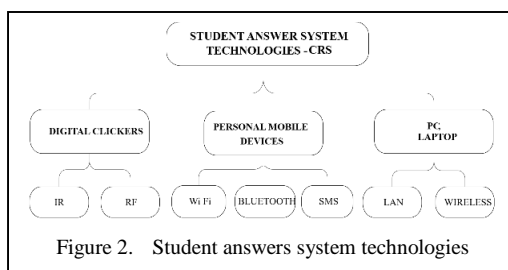 STUDENT ANSWER SYSTEM
TECHNOLOGIES - CRS
DIGITAL CLICKERS
PERSONAL MOBILE
DEVICES
PC,
LAPTOP
IR
RF
Wi Fi
BLUETOOTH
SMS
LAN
WIRELESS
Figure 2. Student answers system technologies